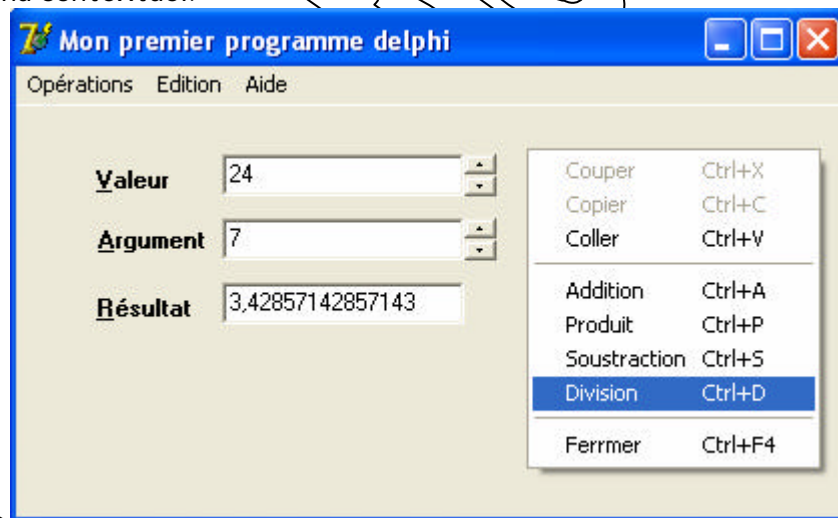 contextuel.
Mon premier programme delphi
Opérations Edition Aide
Valeur 24
Argument 7
Résultat 3,42857142857143
Couper Ctrl+X
Copier Ctrl+C
Coller Ctrl+V
Addition Ctrl+A
Produit Ctrl+P
Soustraction Ctrl+S
Division Ctrl+D
Ferrmer Ctrl+F4